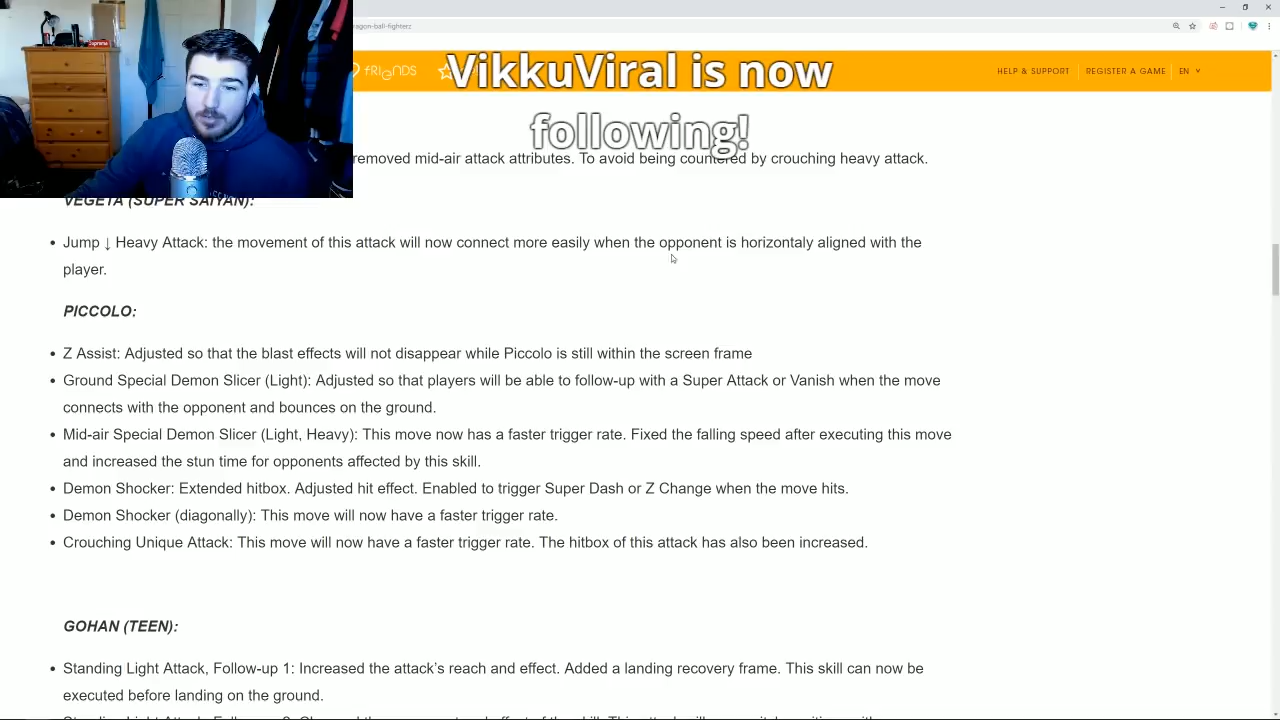 agon-ball-fighterz
FRIENDS
VikkuViral is now
following!
HELP & SUPPORT
REGISTER A GAME
EN
removed mid-air attack attributes. To avoid being countered by crouching heavy attack.
VEGETA (SUPER SAIYAN):
• Jump ↓ Heavy Attack: the movement of this attack will now connect more easily when the opponent is horizontaly aligned with the
player.
PICCOLO:
• Z Assist: Adjusted so that the blast effects will not disappear while Piccolo is still within the screen frame
• Ground Special Demon Slicer (Light): Adjusted so that players will be able to follow-up with a Super Attack or Vanish when the move
connects with the opponent and bounces on the ground.
• Mid-air Special Demon Slicer (Light, Heavy): This move now has a faster trigger rate. Fixed the falling speed after executing this move
and increased the stun time for opponents affected by this skill.
• Demon Shocker: Extended hitbox. Adjusted hit effect. Enabled to trigger Super Dash or Z Change when the move hits.
• Demon Shocker (diagonally): This move will now have a faster trigger rate.
• Crouching Unique Attack: This move will now have a faster trigger rate. The hitbox of this attack has also been increased.
GOHAN (TEEN):
• Standing Light Attack, Follow-up 1: Increased the attack’s reach and effect. Added a landing recovery frame. This skill can now be
executed before landing on the ground.